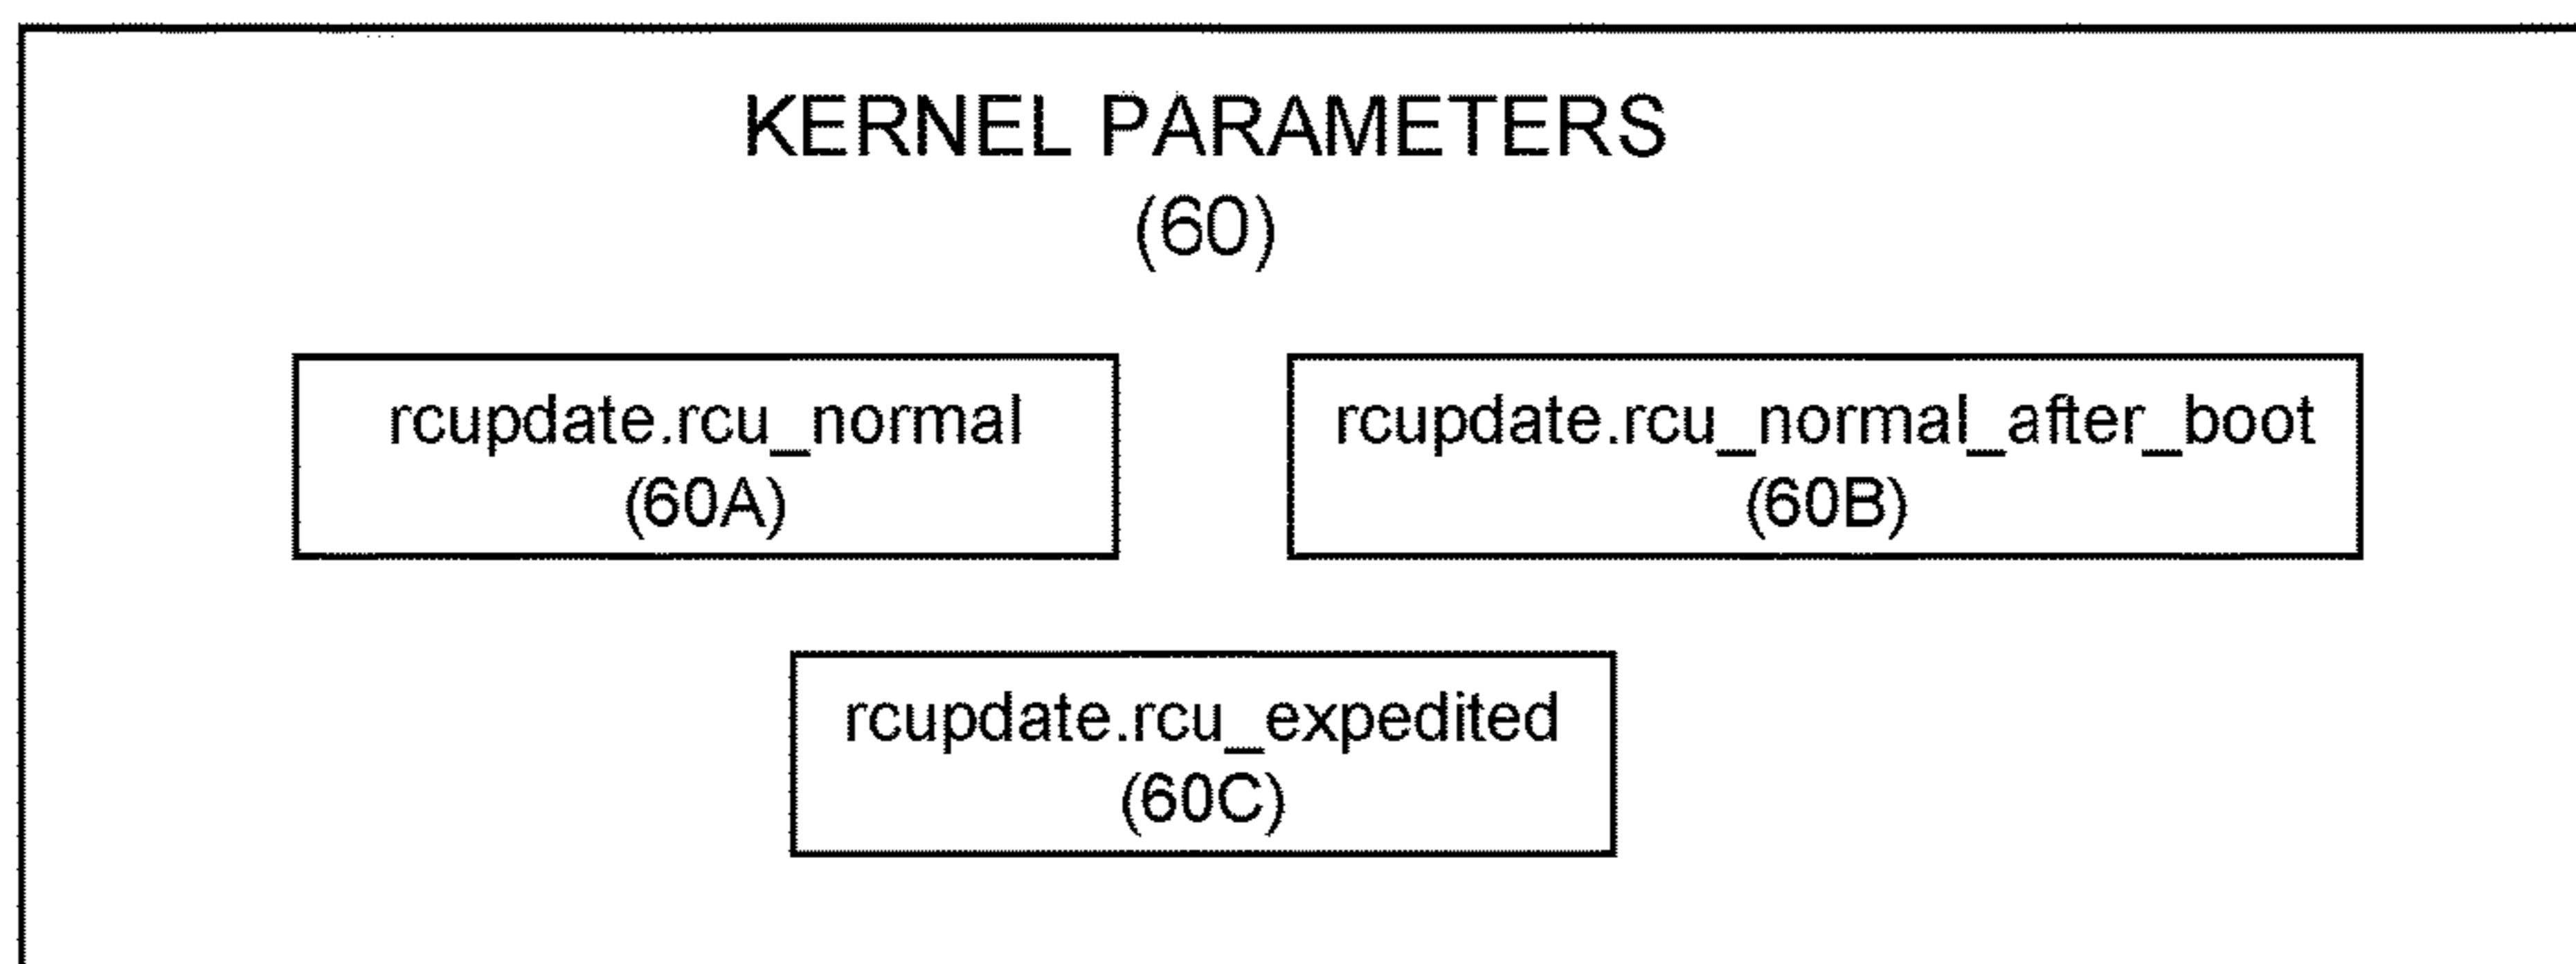 KERNEL PARAMETERS
(60)
rcupdate.rcu_normal
(60A)
rcupdate.rcu_normal_after_boot
(60B)
rcupdate.rcu_expedited
(60C)